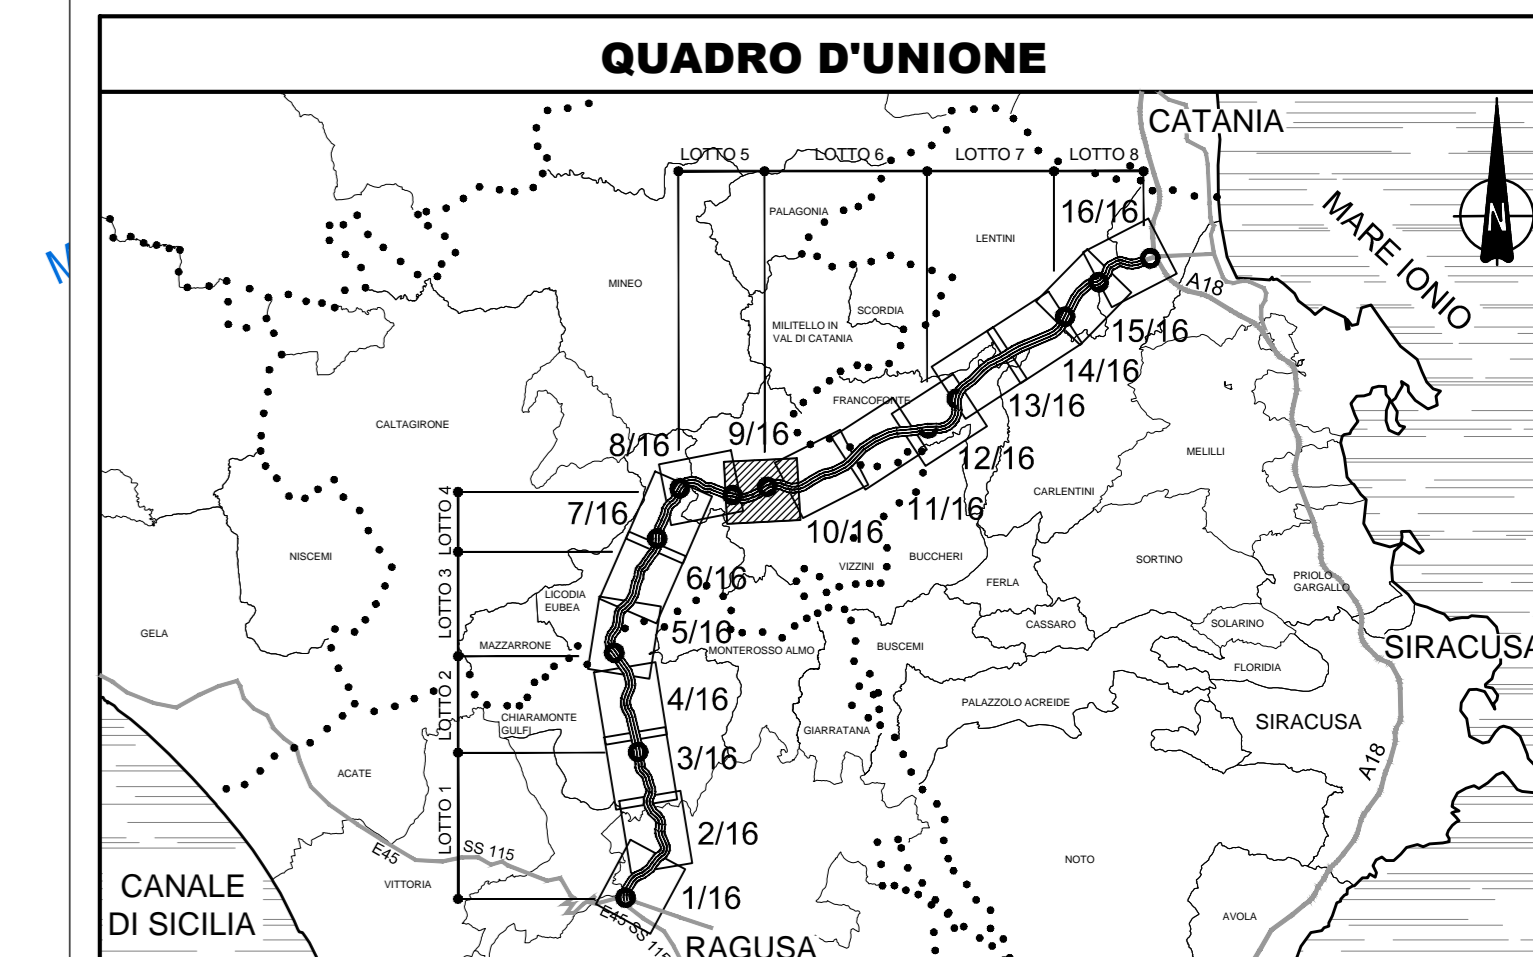 QUADRO D'UNIONE
CATANIA
LOTTO 5
LOTTO 6
LOTTO 7
LOTTO 8
N
MARE IONIO
PALAGONIA
16/16
LENTINI
MINEO
A18
SCORDIA
MILITELLO IN
VAL DI CATANIA
15/16
14/16
FRANCOFONTE
13/16
CALTAGIRONE
8/16
9/16
MELILLI
12/16
CARLENTINI
7/16
11/16
10/16
LOTTO 4
NISCEMI
BUCCHERI
SORTINO
VIZZINI
6/16
FERLA
PRIOLO
GARGALLO
LICODIA
EUBEA
LOTTO 3
CASSARO
SOLARINO
GELA
5/16
MAZZARRONE
MONTEROSSO ALMO
BUSCEMI
SIRACUSA
FLORIDIA
4/16
LOTTO 2
PALAZZOLO ACREIDE
CHIARAMONTE
GULFI
GIARRATANA
SIRACUSA
3/16
A18
ACATE
LOTTO 1
2/16
E45
SS 115
NOTO
VITTORIA
CANALE
DI SICILIA
1/16
AVOLA
E45 SS 115
RAGUSA